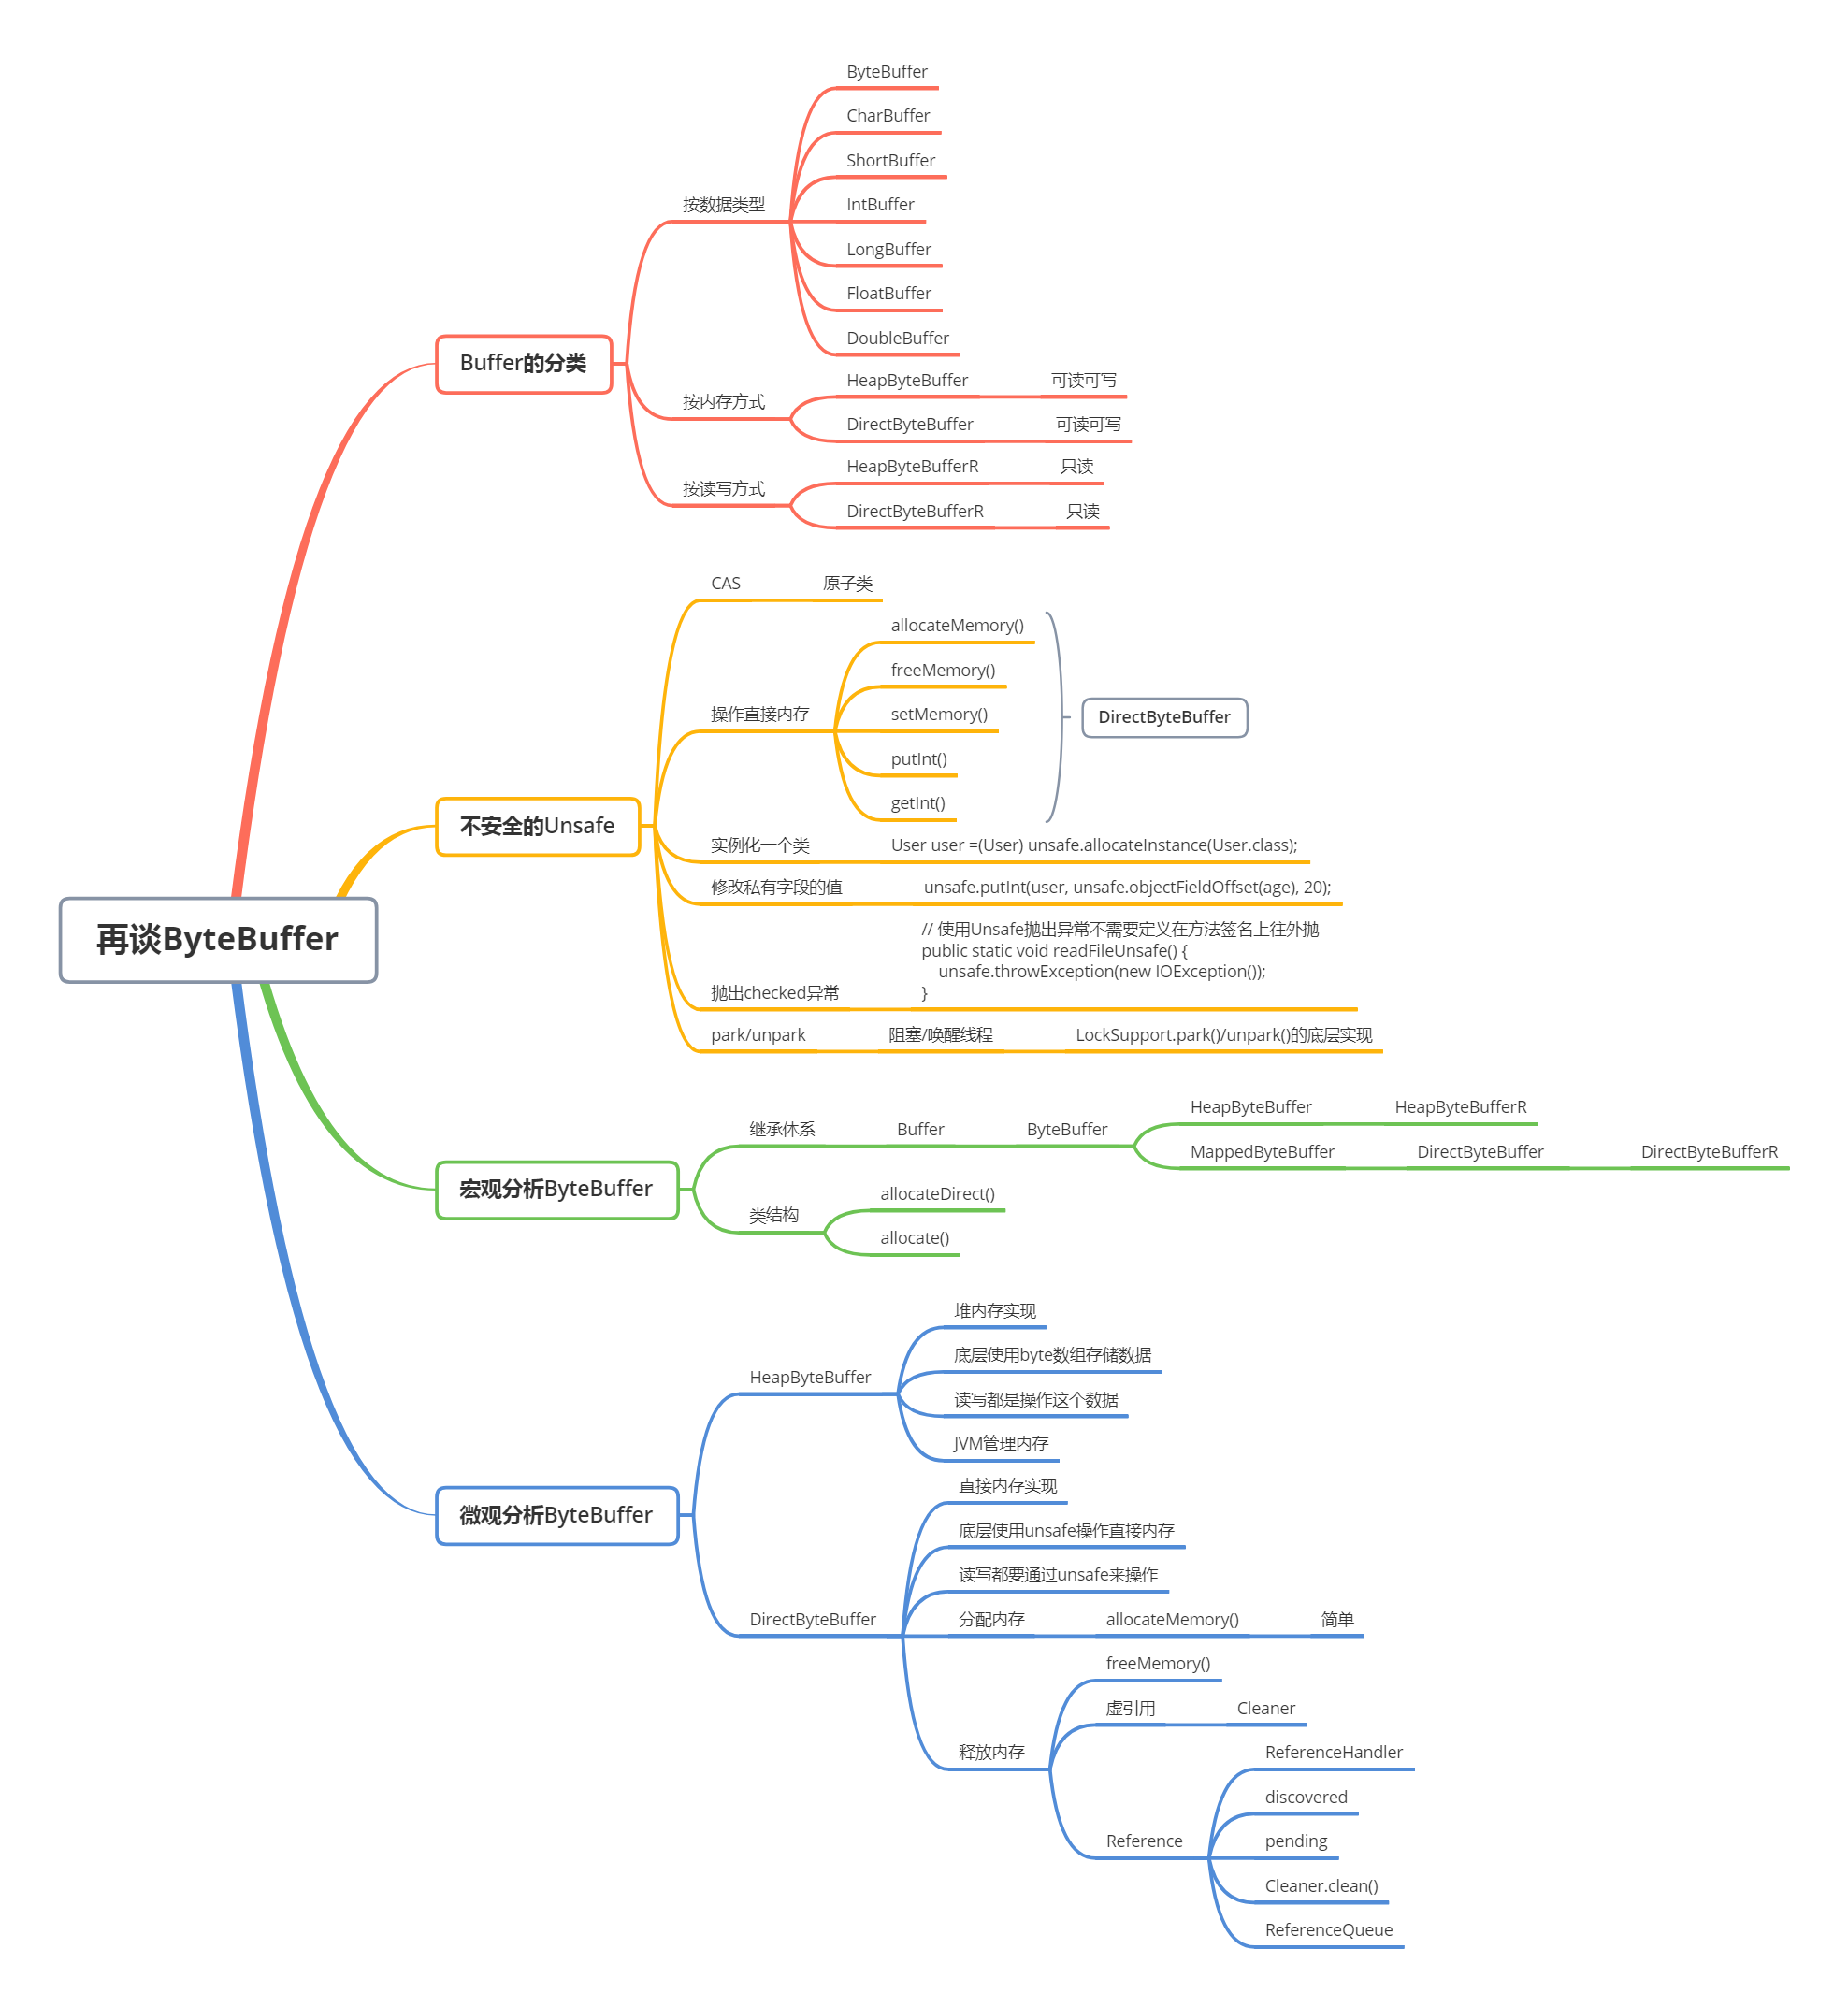 再谈ByteBuffer
Buffer的分类
按数据类型
ByteBuffer
CharBuffer
ShortBuffer
IntBuffer
LongBuffer
FloatBuffer
DoubleBuffer
按内存方式
HeapByteBuffer
可读可写
DirectByteBuffer
可读可写
按读写方式
HeapByteBufferR
只读
DirectByteBufferR
只读
不安全的Unsafe
CAS
原子类
操作直接内存
allocateMemory()
freeMemory()
setMemory()
putInt()
getInt()
DirectByteBuffer
实例化一个类
User user =(User) unsafe.allocateInstance(User.class);
修改私有字段的值
unsafe.putInt(user, unsafe.objectFieldOffset(age), 20);
抛出checked异常
// 使用Unsafe抛出异常不需要定义在方法签名上往外抛
public static void readFileUnsafe() {
unsafe.throwException(new IOException());
}
park/unpark
阻塞/唤醒线程
LockSupport.park()/unpark()的底层实现
宏观分析ByteBuffer
继承体系
Buffer
ByteBuffer
HeapByteBuffer
HeapByteBufferR
MappedByteBuffer
DirectByteBuffer
DirectByteBufferR
类结构
allocateDirect()
allocate()
微观分析ByteBuffer
HeapByteBuffer
堆内存实现
底层使用byte数组存储数据
读写都是操作这个数据
JVM管理内存
DirectByteBuffer
直接内存实现
底层使用unsafe操作直接内存
读写都要通过unsafe来操作
分配内存
allocateMemory()
简单
释放内存
freeMemory()
虚引用
Cleaner
Reference
ReferenceHandler
discovered
pending
Cleaner.clean()
ReferenceQueue